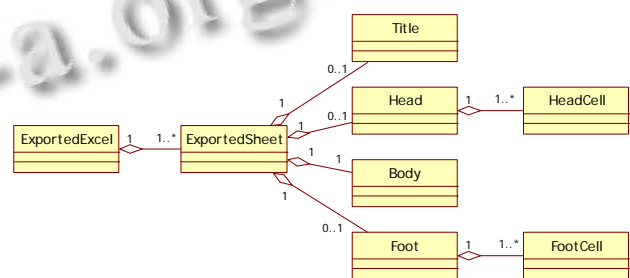 a.org
Title
0..1
1
Head
1
1..*
HeadCell
0..1
1
ExportedExcel
1
1..*
ExportedSheet
1
1
Body
1
0..1
Foot
1
1..*
FootCell